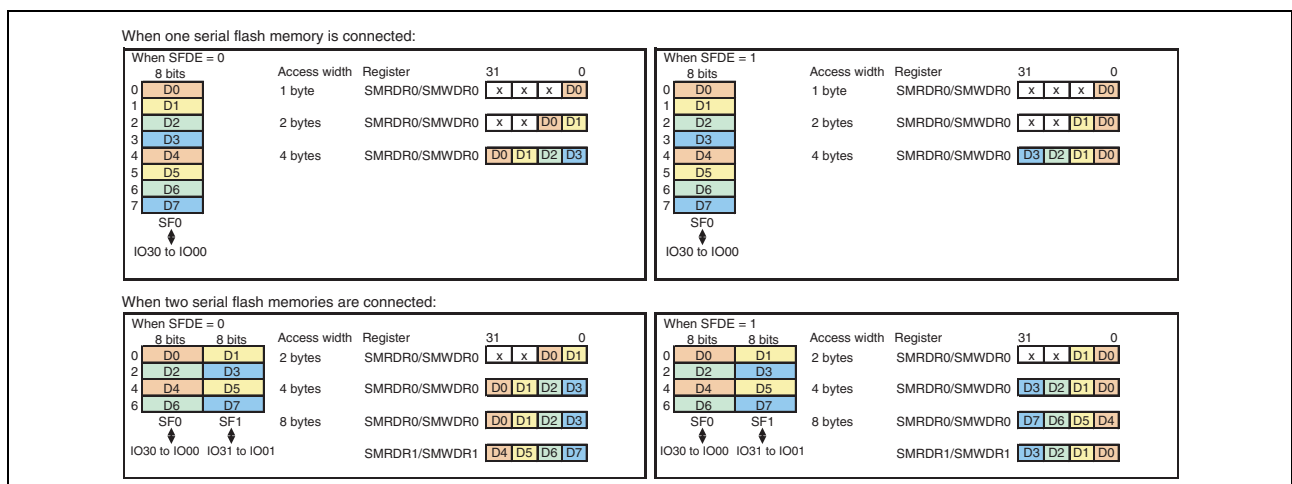 When one serial flash memory is connected:
When SFDE = 0
8 bits Access width Register 31 0
0 D0 1 byte SMRDR0/SMWDR0 x x x D0
1 D1
2 D2 2 bytes SMRDR0/SMWDR0 x x D0 D1
3 D3
4 D4 4 bytes SMRDR0/SMWDR0 D0 D1 D2 D3
5 D5
6 D6
7 D7
SF0
IO30 to IO00
When SFDE = 1
8 bits Access width Register 31 0
0 D0 1 byte SMRDR0/SMWDR0 x x x D0
1 D1
2 D2 2 bytes SMRDR0/SMWDR0 x x D1 D0
3 D3
4 D4 4 bytes SMRDR0/SMWDR0 D3 D2 D1 D0
5 D5
6 D6
7 D7
SF0
IO30 to IO00
When two serial flash memories are connected:
When SFDE = 0
8 bits 8 bits Access width Register 31 0
0 D0 D1 2 bytes SMRDR0/SMWDR0 x x D0 D1
2 D2 D3
4 D4 D5 4 bytes SMRDR0/SMWDR0 D0 D1 D2 D3
6 D6 D7
SF0 SF1 8 bytes SMRDR0/SMWDR0 D0 D1 D2 D3
IO30 to IO00 IO31 to IO01 SMRDR1/SMWDR1 D4 D5 D6 D7
When SFDE = 1
8 bits 8 bits Access width Register 31 0
0 D0 D1 2 bytes SMRDR0/SMWDR0 x x D1 D0
2 D2 D3
4 D4 D5 4 bytes SMRDR0/SMWDR0 D3 D2 D1 D0
6 D6 D7
SF0 SF1 8 bytes SMRDR0/SMWDR0 D7 D6 D5 D4
IO30 to IO00 IO31 to IO01 SMRDR1/SMWDR1 D3 D2 D1 D0